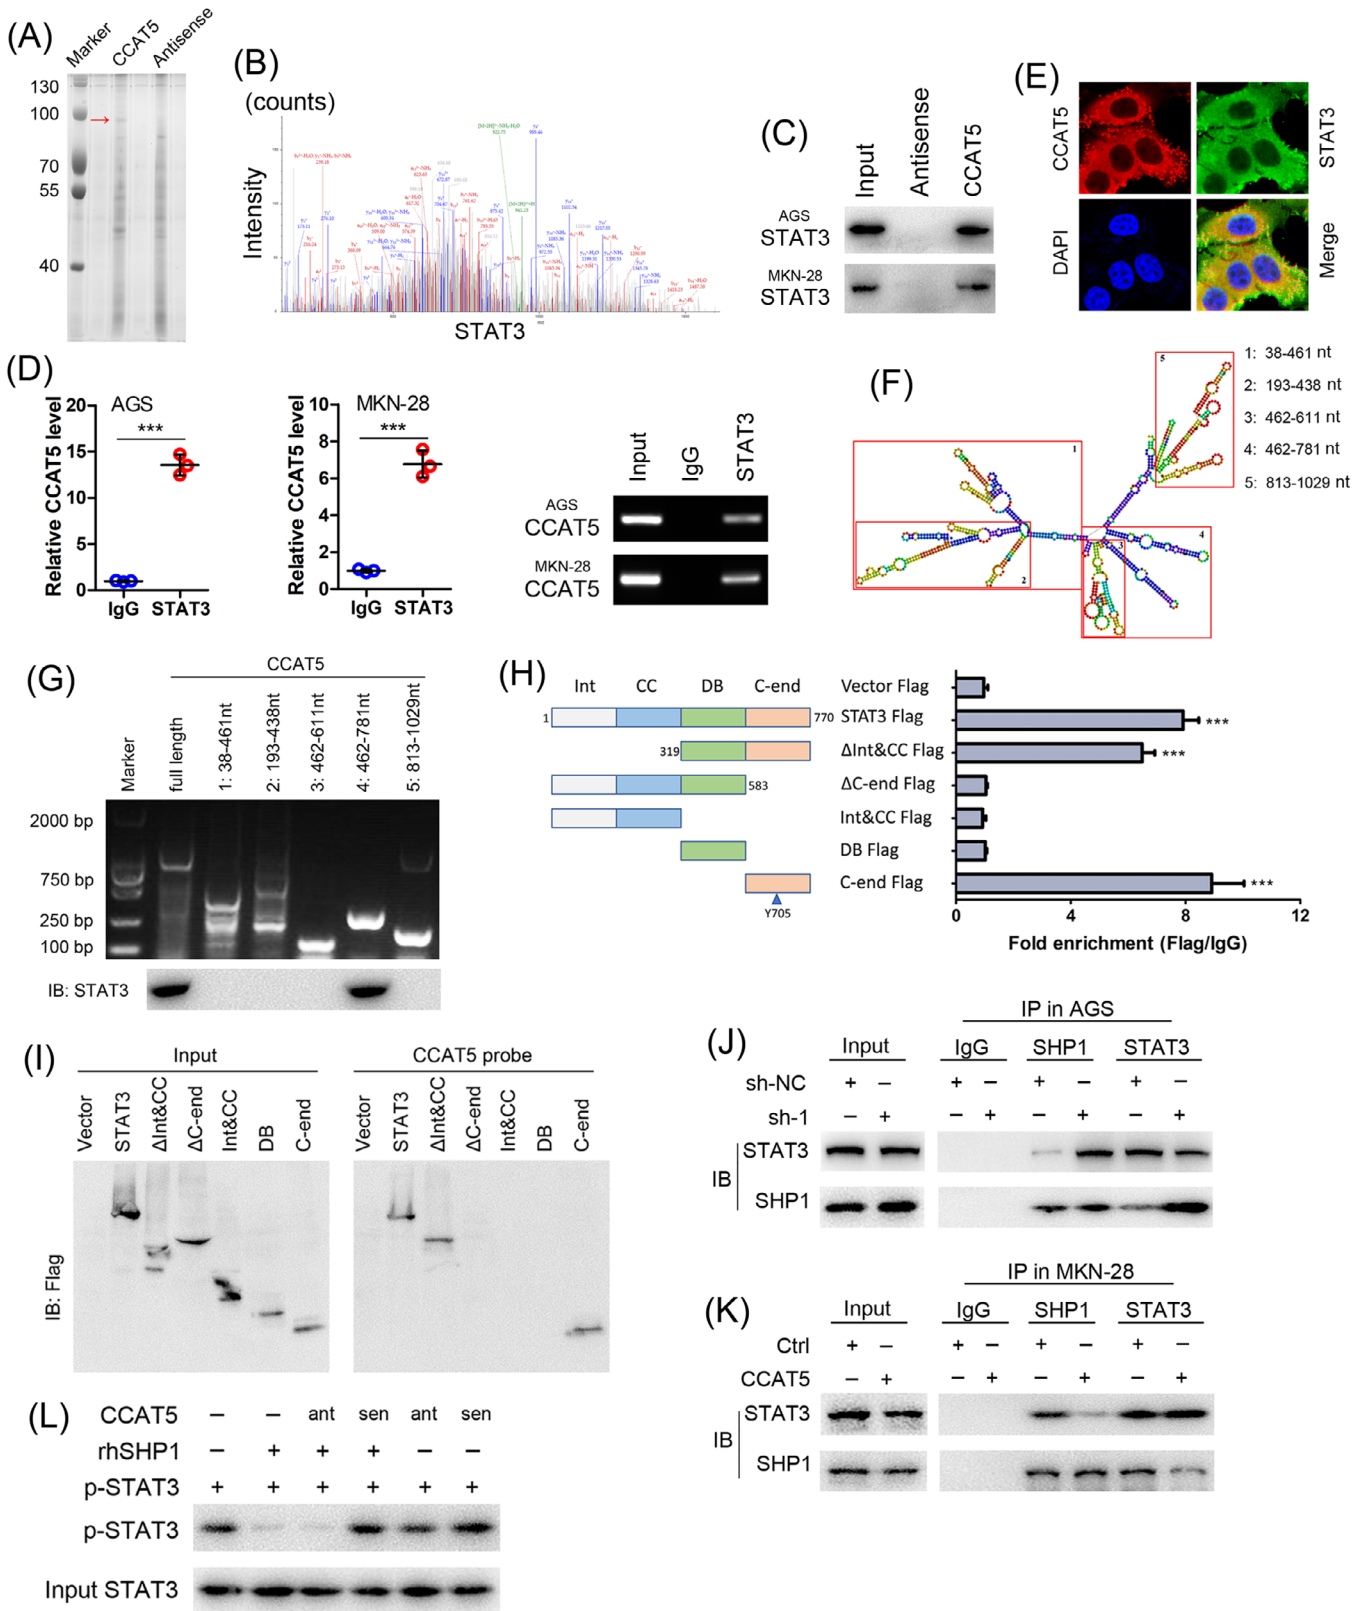 (A)
Marker
CCAT5
Antisense
130
100
70
55
40
(B)
(counts)
Intensity
STAT3
(C)
Input
Antisense
CCAT5
AGS
STAT3
MKN-28
STAT3
(E)
CCAT5
STAT3
DAPI
Merge
(D)
Relative CCAT5 level
AGS
***
20
15
10
5
0
IgG STAT3
Relative CCAT5 level
MKN-28
***
10
8
6
4
2
0
IgG STAT3
Input
IgG
STAT3
AGS
CCAT5
MKN-28
CCAT5
(F)
1
2
3
4
5
1: 38-461 nt
2: 193-438 nt
3: 462-611 nt
4: 462-781 nt
5: 813-1029 nt
(G)
CCAT5
Marker
full length
1: 38-461nt
2: 193-438nt
3: 462-611nt
4: 462-781nt
5: 813-1029nt
2000 bp
750 bp
250 bp
100 bp
IB: STAT3
(H)
Int CC DB C-end
1 770
319
583
Y705
Vector Flag
STAT3 Flag ***
ΔInt&CC Flag ***
ΔC-end Flag
Int&CC Flag
DB Flag
C-end Flag ***
0 4 8 12
Fold enrichment (Flag/IgG)
(I)
Input
CCAT5 probe
Vector
STAT3
ΔInt&CC
ΔC-end
Int&CC
DB
C-end
Vector
STAT3
ΔInt&CC
ΔC-end
Int&CC
DB
C-end
IB: Flag
(J)
IP in AGS
Input IgG SHP1 STAT3
sh-NC + − + − + − + −
sh-1 − + − + − + − +
IB
STAT3
SHP1
(K)
IP in MKN-28
Input IgG SHP1 STAT3
Ctrl + − + − + − + −
CCAT5 − + − + − + − +
IB
STAT3
SHP1
(L)
CCAT5 − − ant sen ant sen
rhSHP1 − + + + − −
p-STAT3 + + + + + +
p-STAT3
Input STAT3